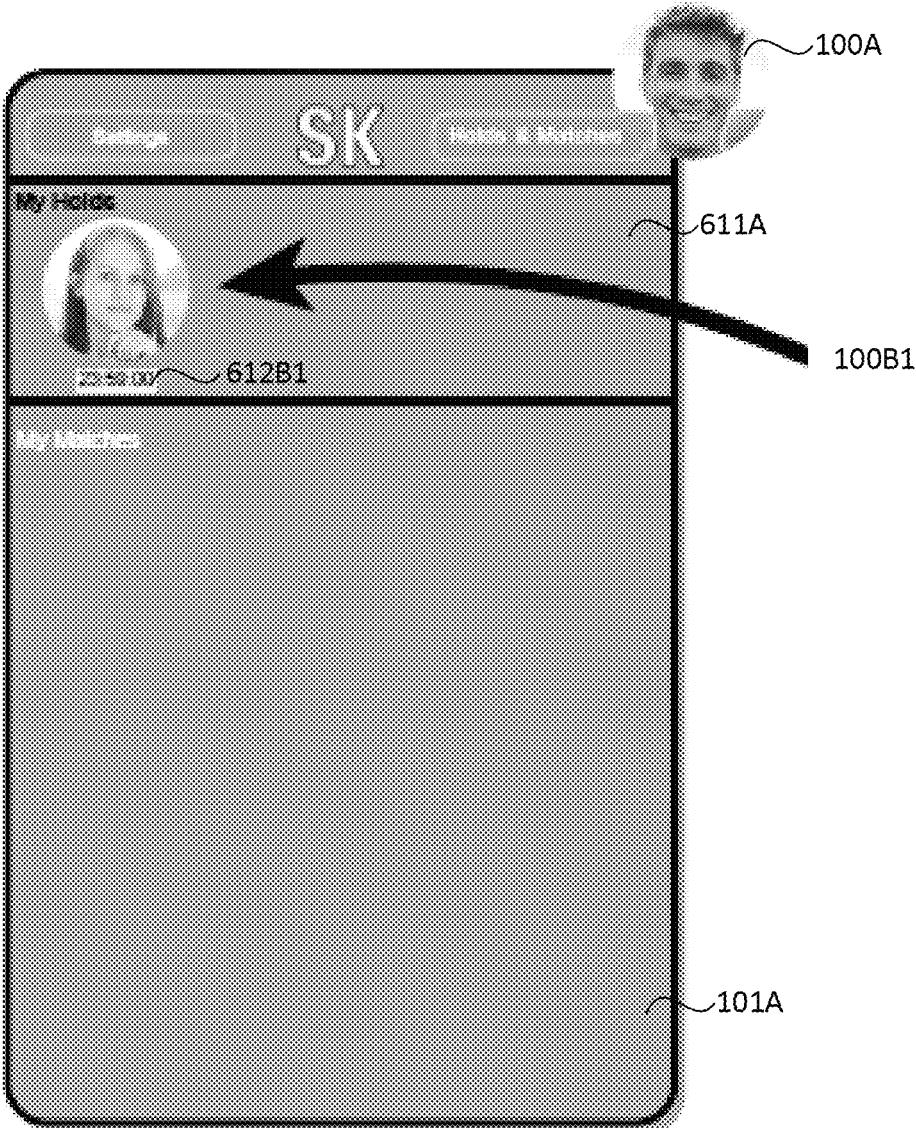 100A
Settings
SK
Holds & Matches
My Holds
611A
100B1
23:59:00
612B1
My Matches
101A